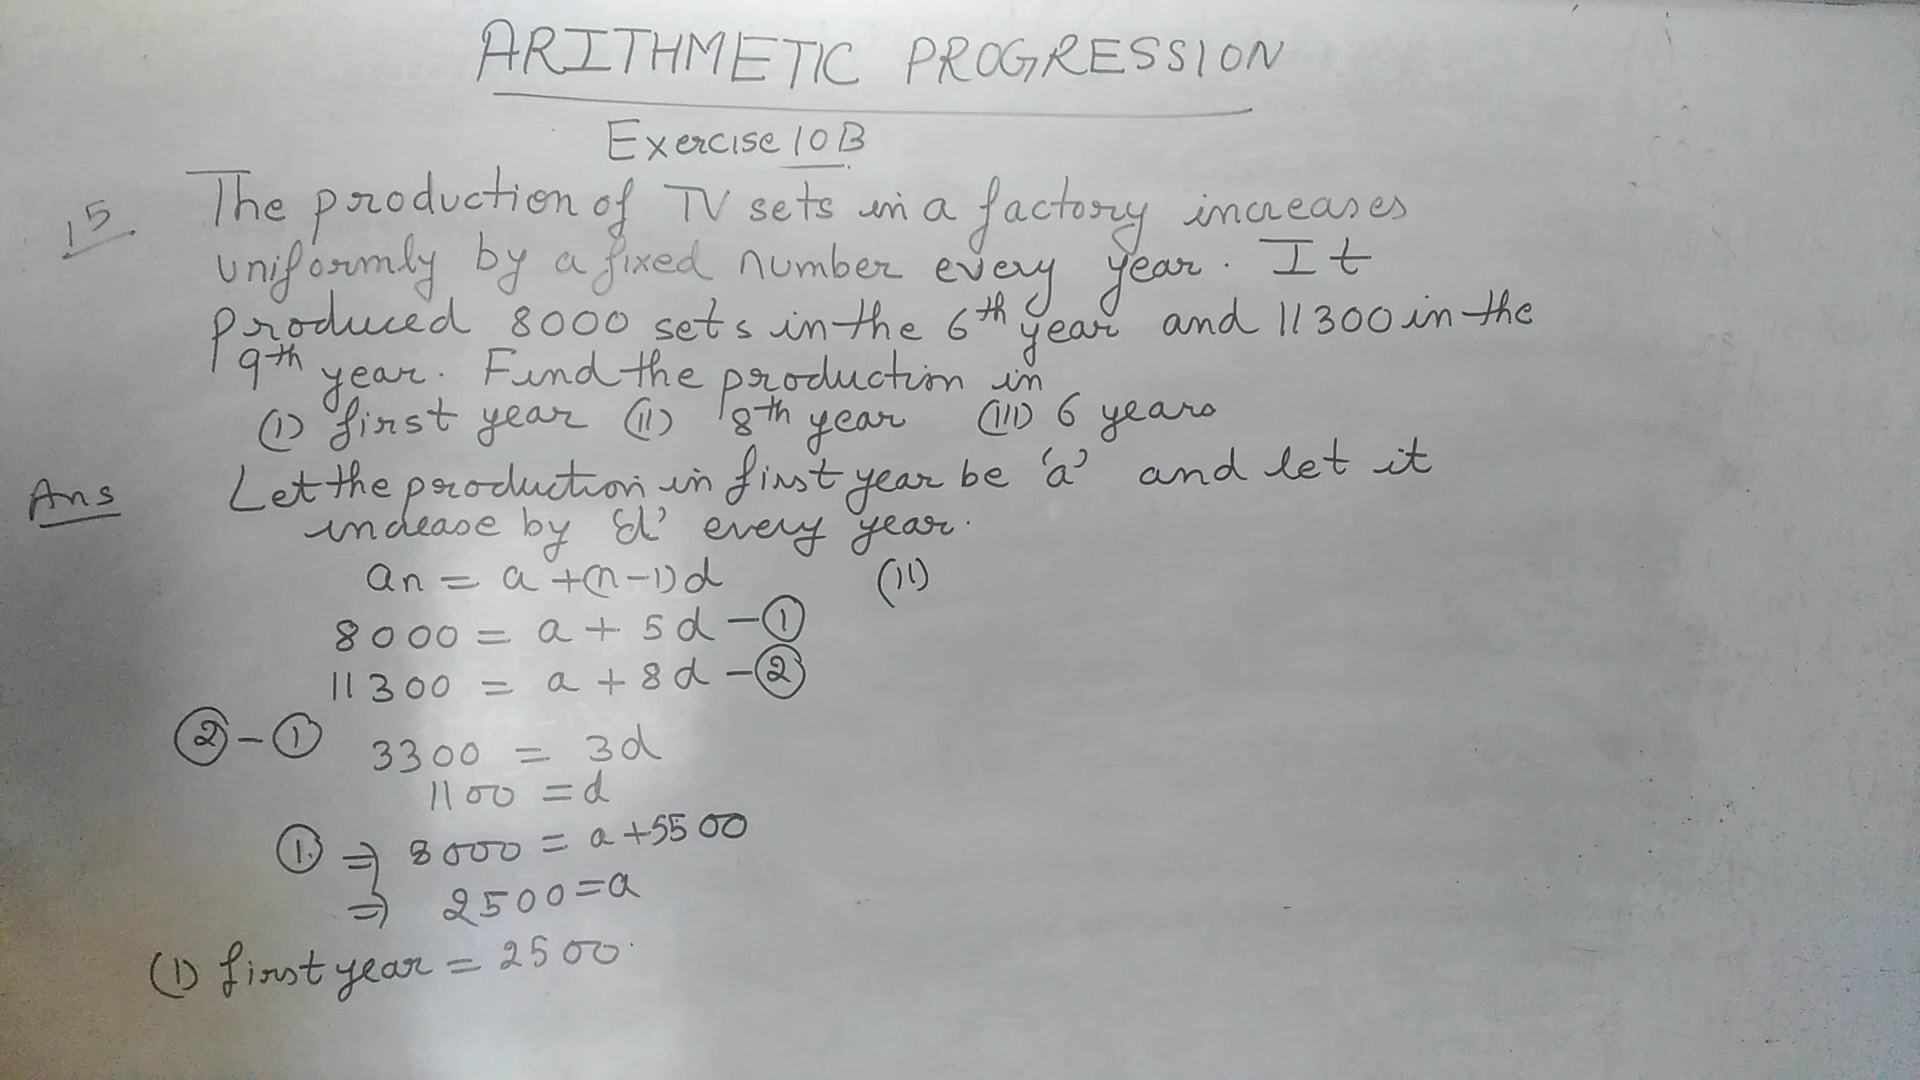 ARITHMETIC PROGRESSION
Exercise 10B
15 The production of TV sets in a factory increases
uniformly by a fixed number every year. It
produced 8000 sets in the 6th year and 11300 in the
9th year. Find the production in
(i) first year (ii) 8th year (iii) 6 years
Ans Let the production in first year be 'a' and let it
increase by 'd' every year.
an = a + (n-1)d (ii)
8000 = a + 5d - ①
11300 = a + 8d - ②
② - ① 3300 = 3d
1100 = d
① ⇒ 8000 = a + 5500
⇒ 2500 = a
(i) first year = 2500.